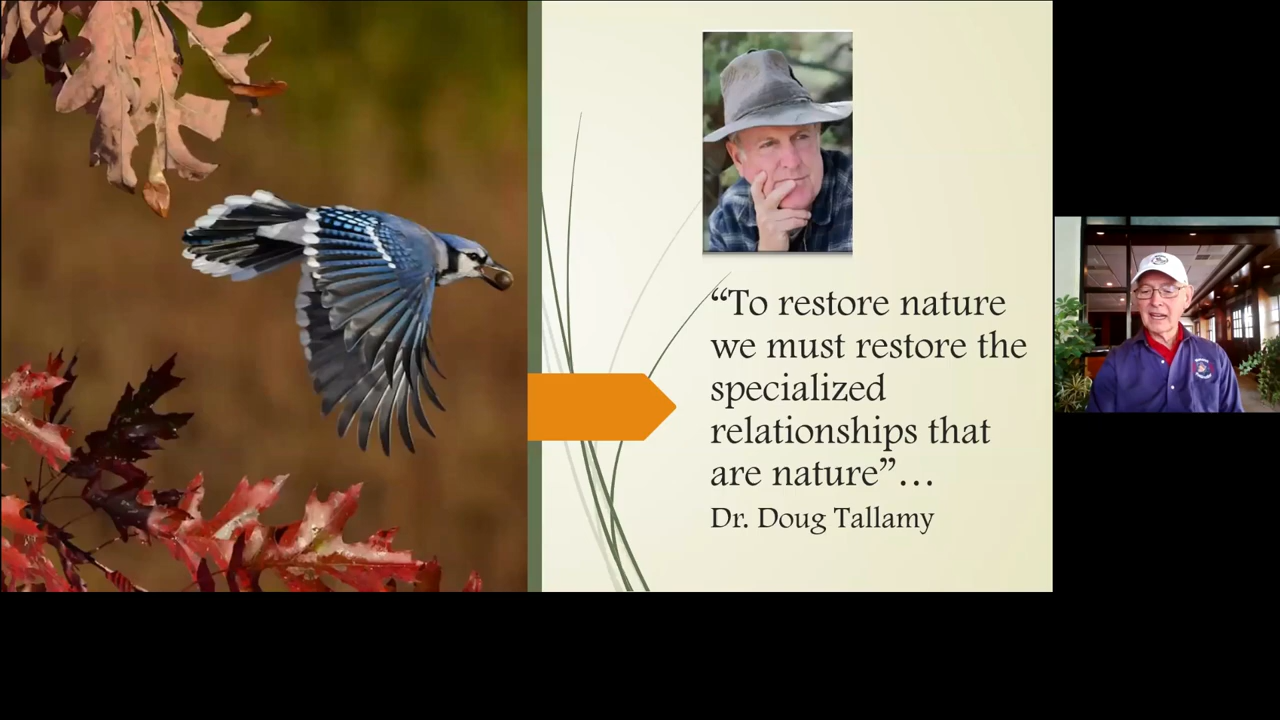 “To restore nature
we must restore the
specialized
relationships that
are nature”…
Dr. Doug Tallamy